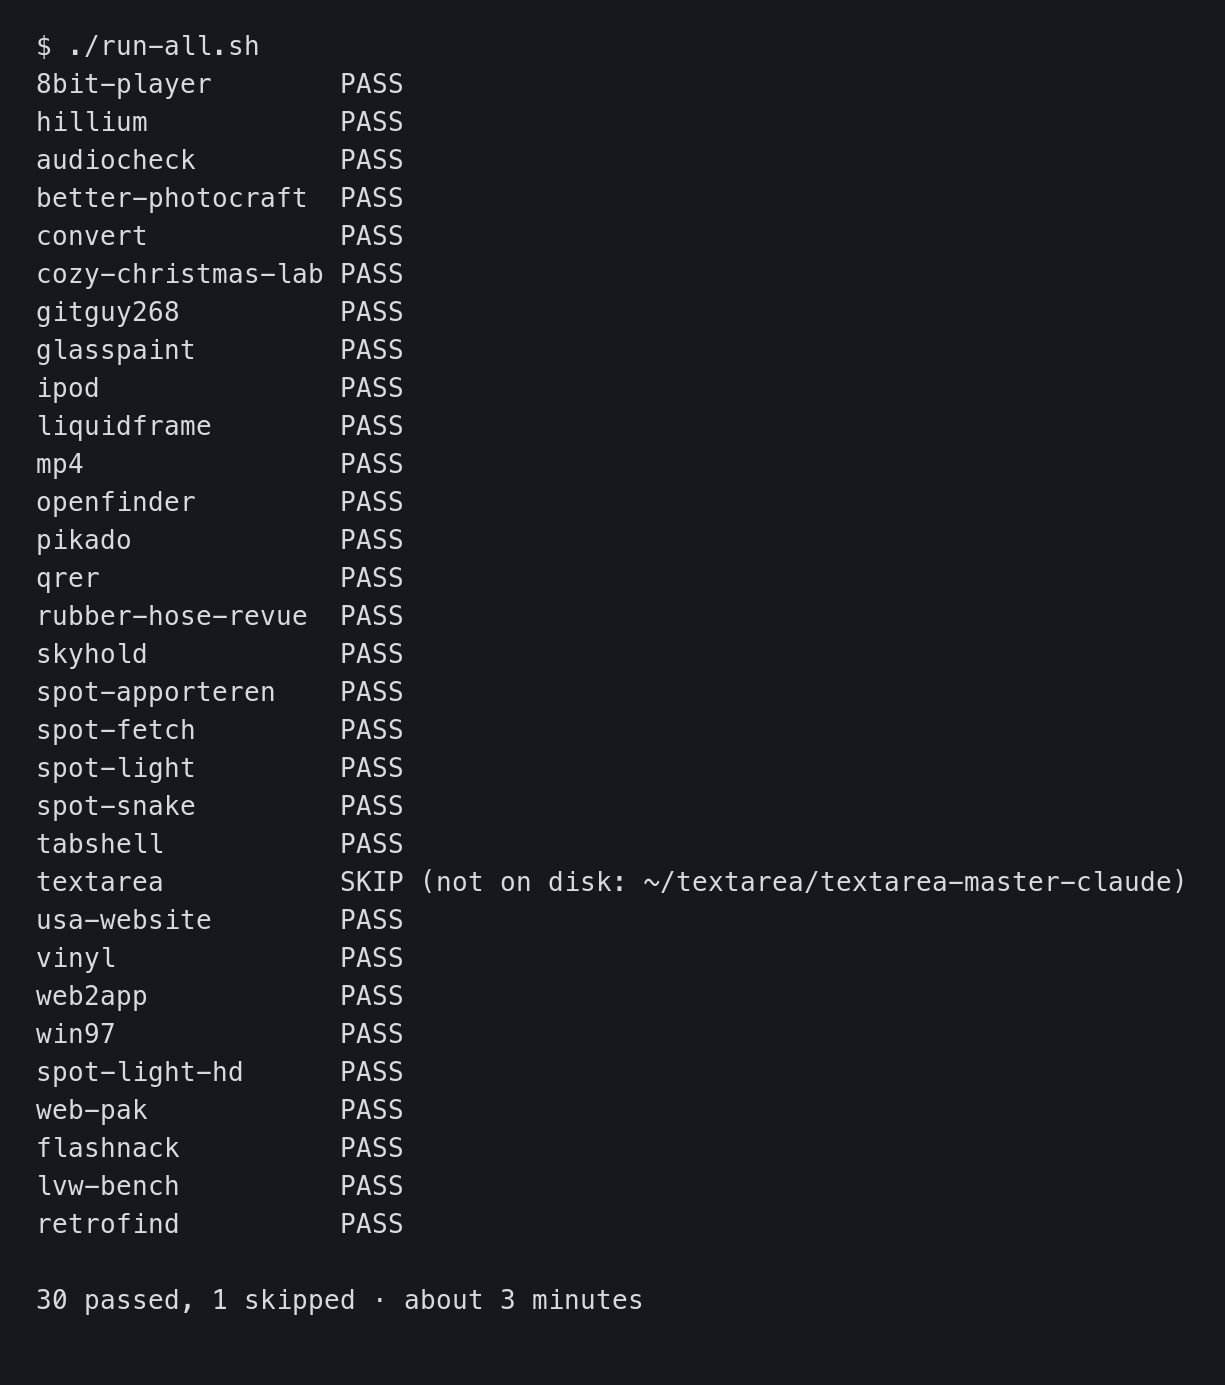 $ ./run-all.sh
8bit-player        PASS
hillium            PASS
audiocheck         PASS
better-photocraft  PASS
convert            PASS
cozy-christmas-lab PASS
gitguy268          PASS
glasspaint         PASS
ipod               PASS
liquidframe        PASS
mp4                PASS
openfinder         PASS
pikado             PASS
qrer               PASS
rubber-hose-revue  PASS
skyhold            PASS
spot-apporteren    PASS
spot-fetch         PASS
spot-light         PASS
spot-snake         PASS
tabshell           PASS
textarea           SKIP (not on disk: ~/textarea/textarea-master-claude)
usa-website        PASS
vinyl              PASS
web2app            PASS
win97              PASS
spot-light-hd      PASS
web-pak            PASS
flashnack          PASS
lvw-bench          PASS
retrofind          PASS

30 passed, 1 skipped · about 3 minutes